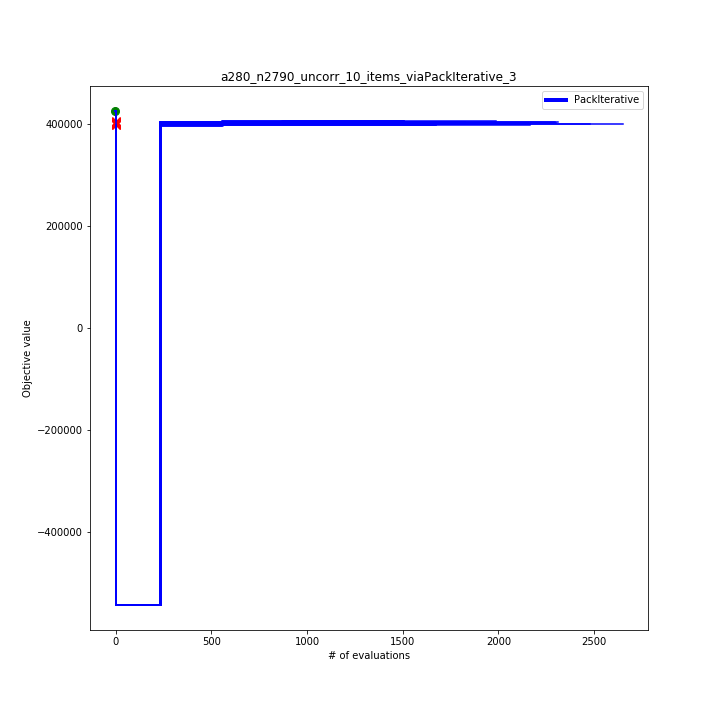 a280_n2790_uncorr_10_items_viaPackIterative_3
PackIterative
400000
200000
0
−200000
−400000
Objective value
0 500 1000 1500 2000 2500
# of evaluations